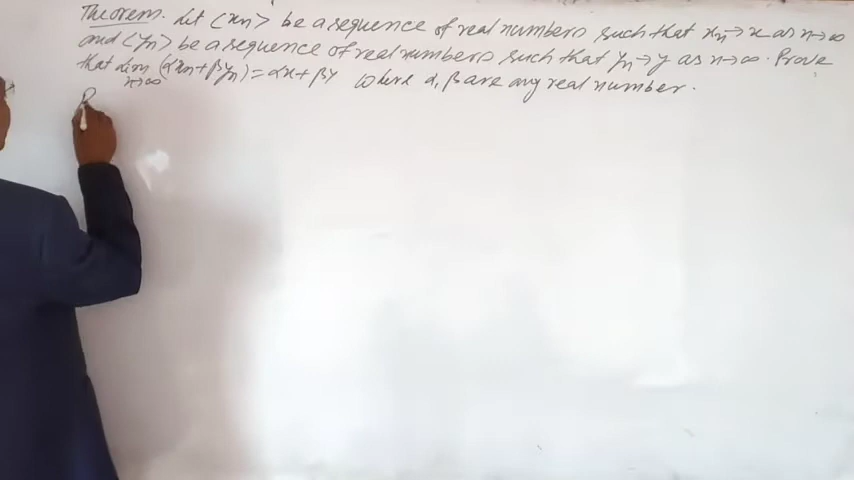 Theorem. Let <xn> be a sequence of real numbers such that xn→x as n→∞
and <yn> be a sequence of real numbers such that yn→y as n→∞. Prove
that lim n→∞ (αxn+βyn)=αx+βy where α, β are any real number.
P